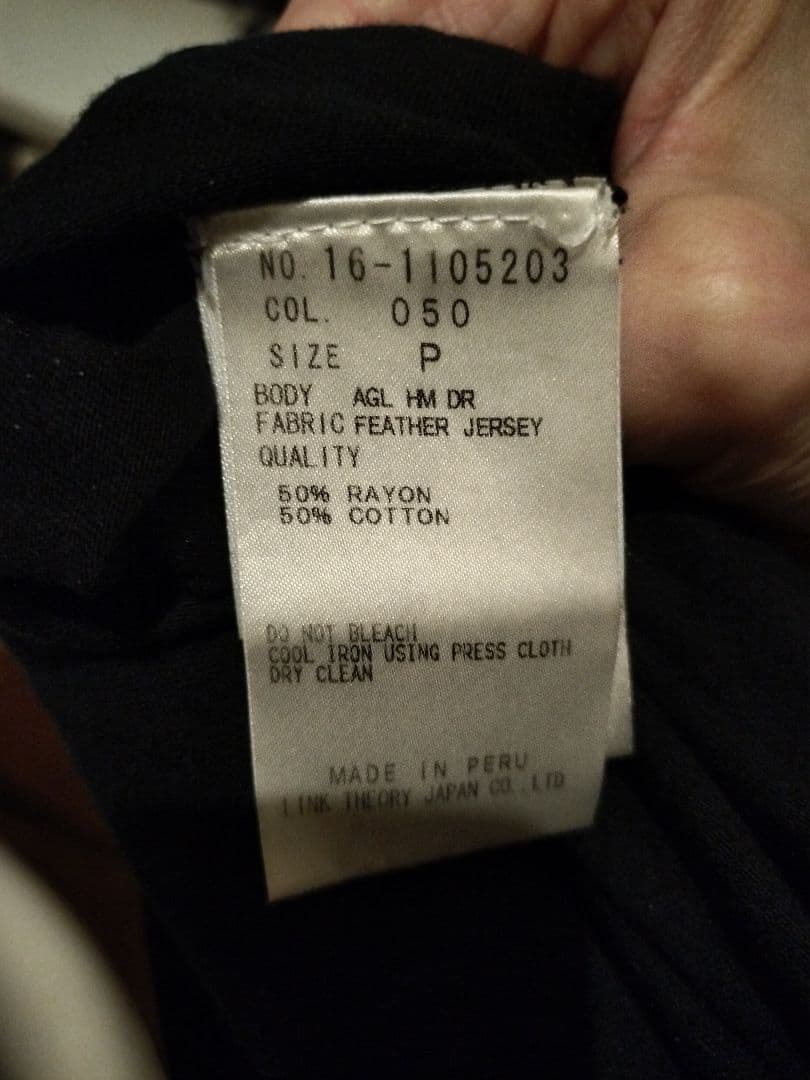 NO. 16-1105203
COL. 050
SIZE P
BODY AGL HM DR
FABRIC FEATHER JERSEY
QUALITY
50% RAYON
50% COTTON
DO NOT BLEACH
COOL IRON USING PRESS CLOTH
DRY CLEAN
MADE IN PERU
LINK THEORY JAPAN CO.,LTD